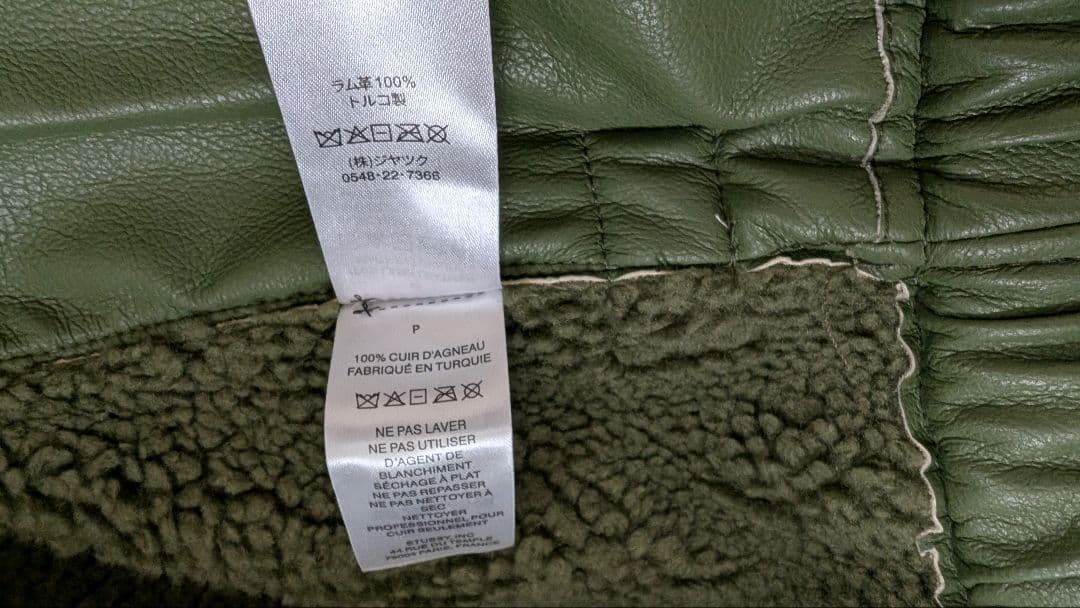 ラム革100%
トルコ製
(株)ジヤツク
0548-22-7366
P
100% CUIR D'AGNEAU
FABRIQUÉ EN TURQUIE
NE PAS LAVER
NE PAS UTILISER
D'AGENT DE
BLANCHIMENT
SÉCHAGE À PLAT
NE PAS REPASSER
NE PAS NETTOYER À
SEC
NETTOYER
PROFESSIONNEL POUR
CUIR SEULEMENT
STUSSY, INC
44 RUE DU TEMPLE
75004 PARIS, FRANCE